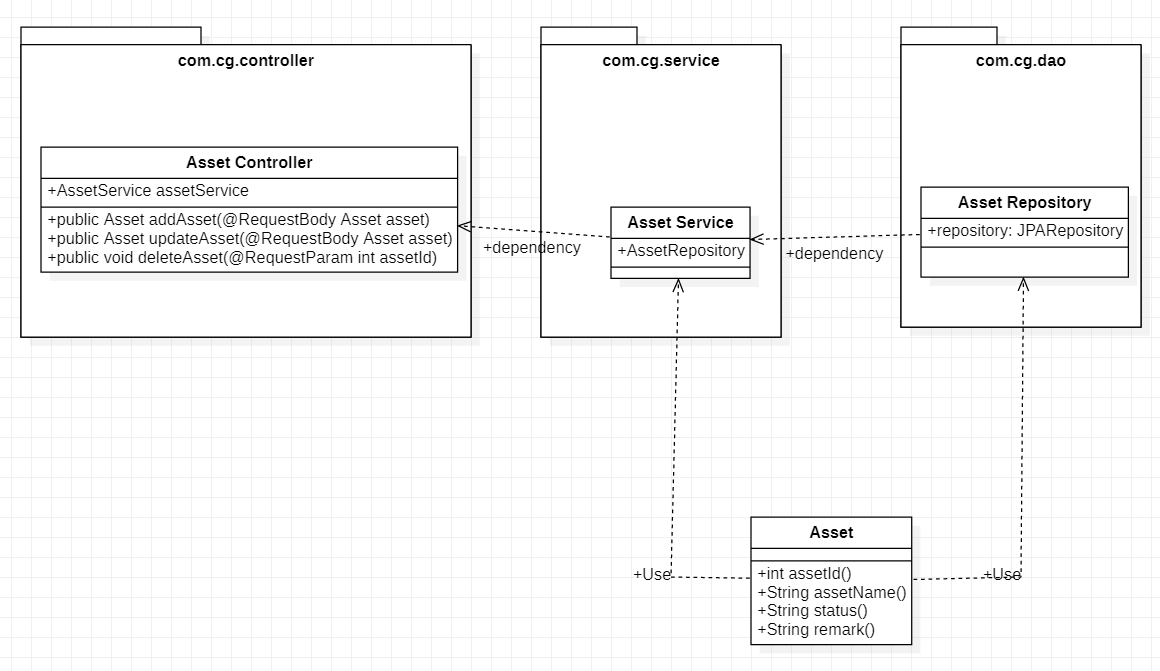 com.cg.controller
Asset Controller
+AssetService assetService
+public Asset addAsset(@RequestBody Asset asset)
+public Asset updateAsset(@RequestBody Asset asset)
+public void deleteAsset(@RequestParam int assetId)
+dependency
com.cg.service
Asset Service
+AssetRepository
+dependency
com.cg.dao
Asset Repository
+repository: JPARepository
+Use
Asset
+int assetId()
+String assetName()
+String status()
+String remark()
+Use